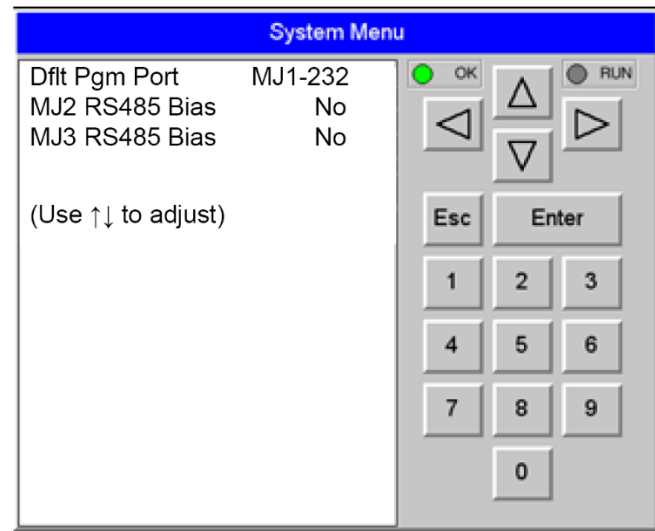 System Menu
Dflt Pgm Port MJ1-232
MJ2 RS485 Bias No
MJ3 RS485 Bias No
(Use ↑↓ to adjust)
OK
RUN
Esc
Enter
1 2 3
4 5 6
7 8 9
0